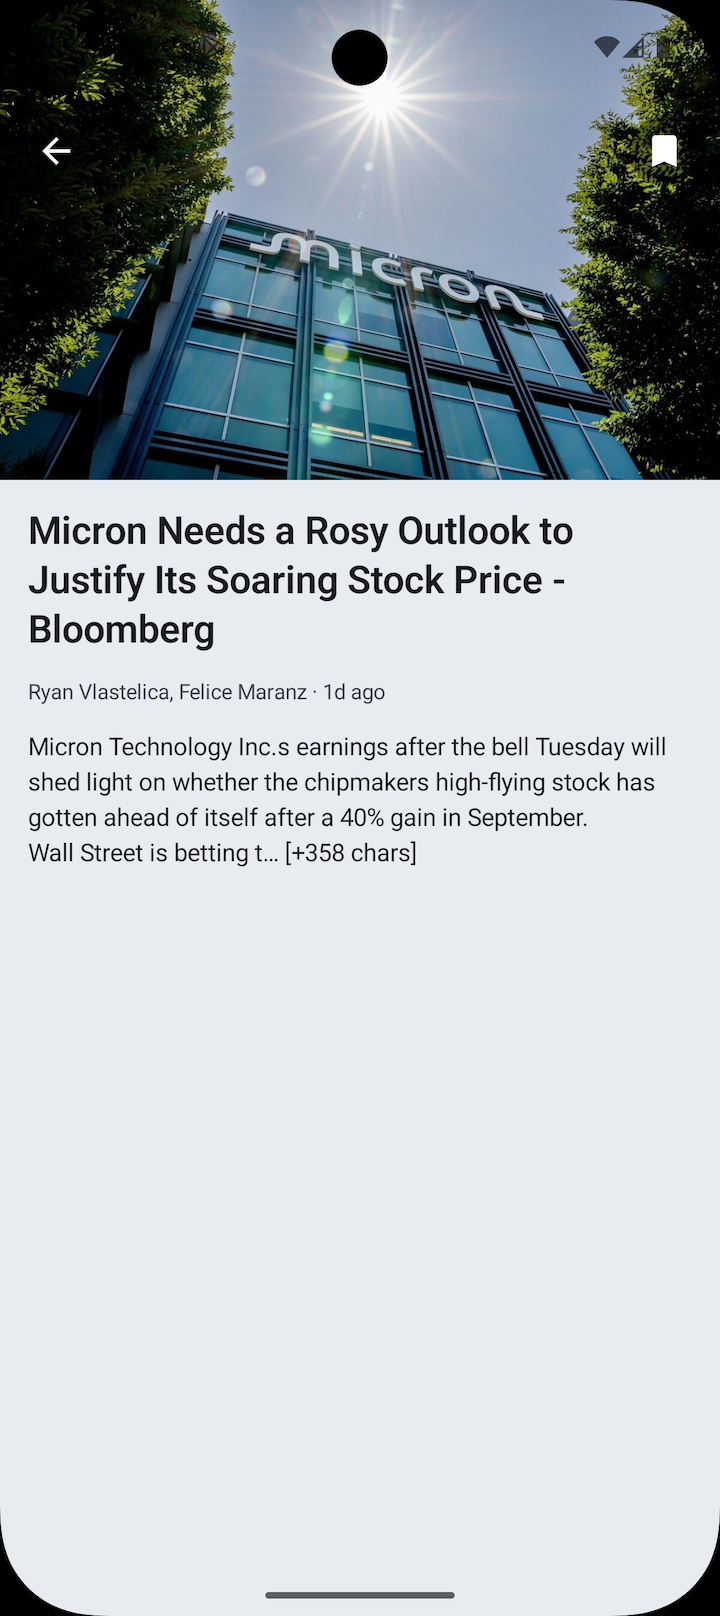 micron
Micron Needs a Rosy Outlook to
Justify Its Soaring Stock Price -
Bloomberg
Ryan Vlastelica, Felice Maranz · 1d ago
Micron Technology Inc.s earnings after the bell Tuesday will
shed light on whether the chipmakers high-flying stock has
gotten ahead of itself after a 40% gain in September.
Wall Street is betting t… [+358 chars]